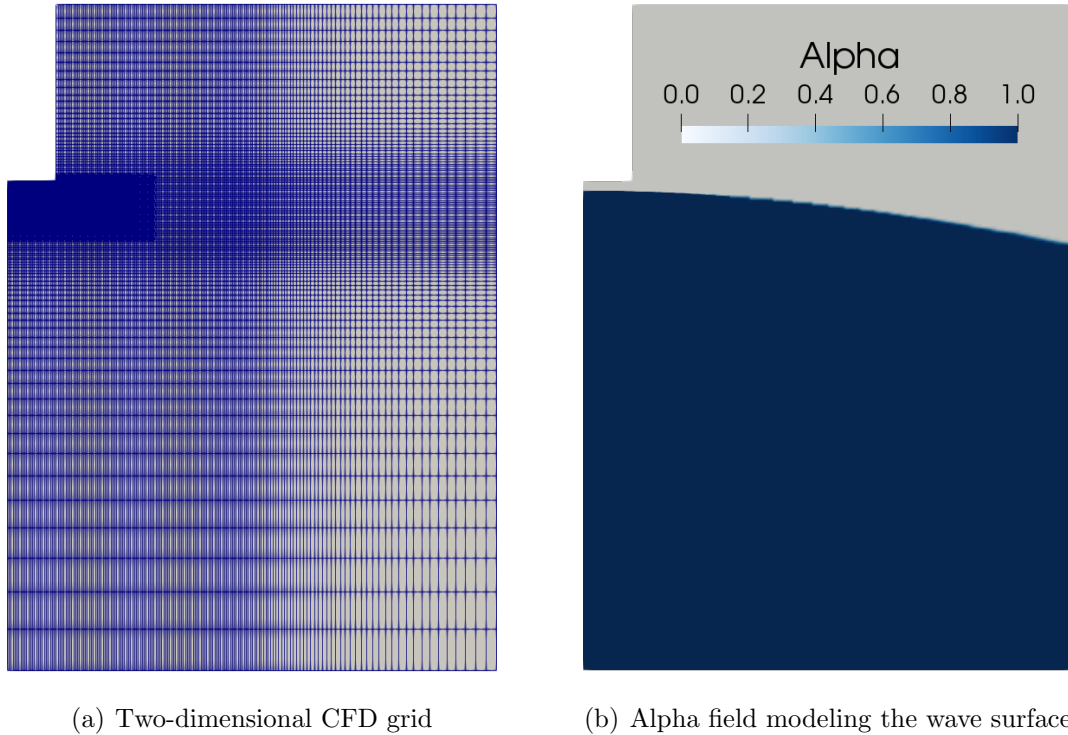 Alpha
0.0 0.2 0.4 0.6 0.8 1.0
(a) Two-dimensional CFD grid
(b) Alpha field modeling the wave surface